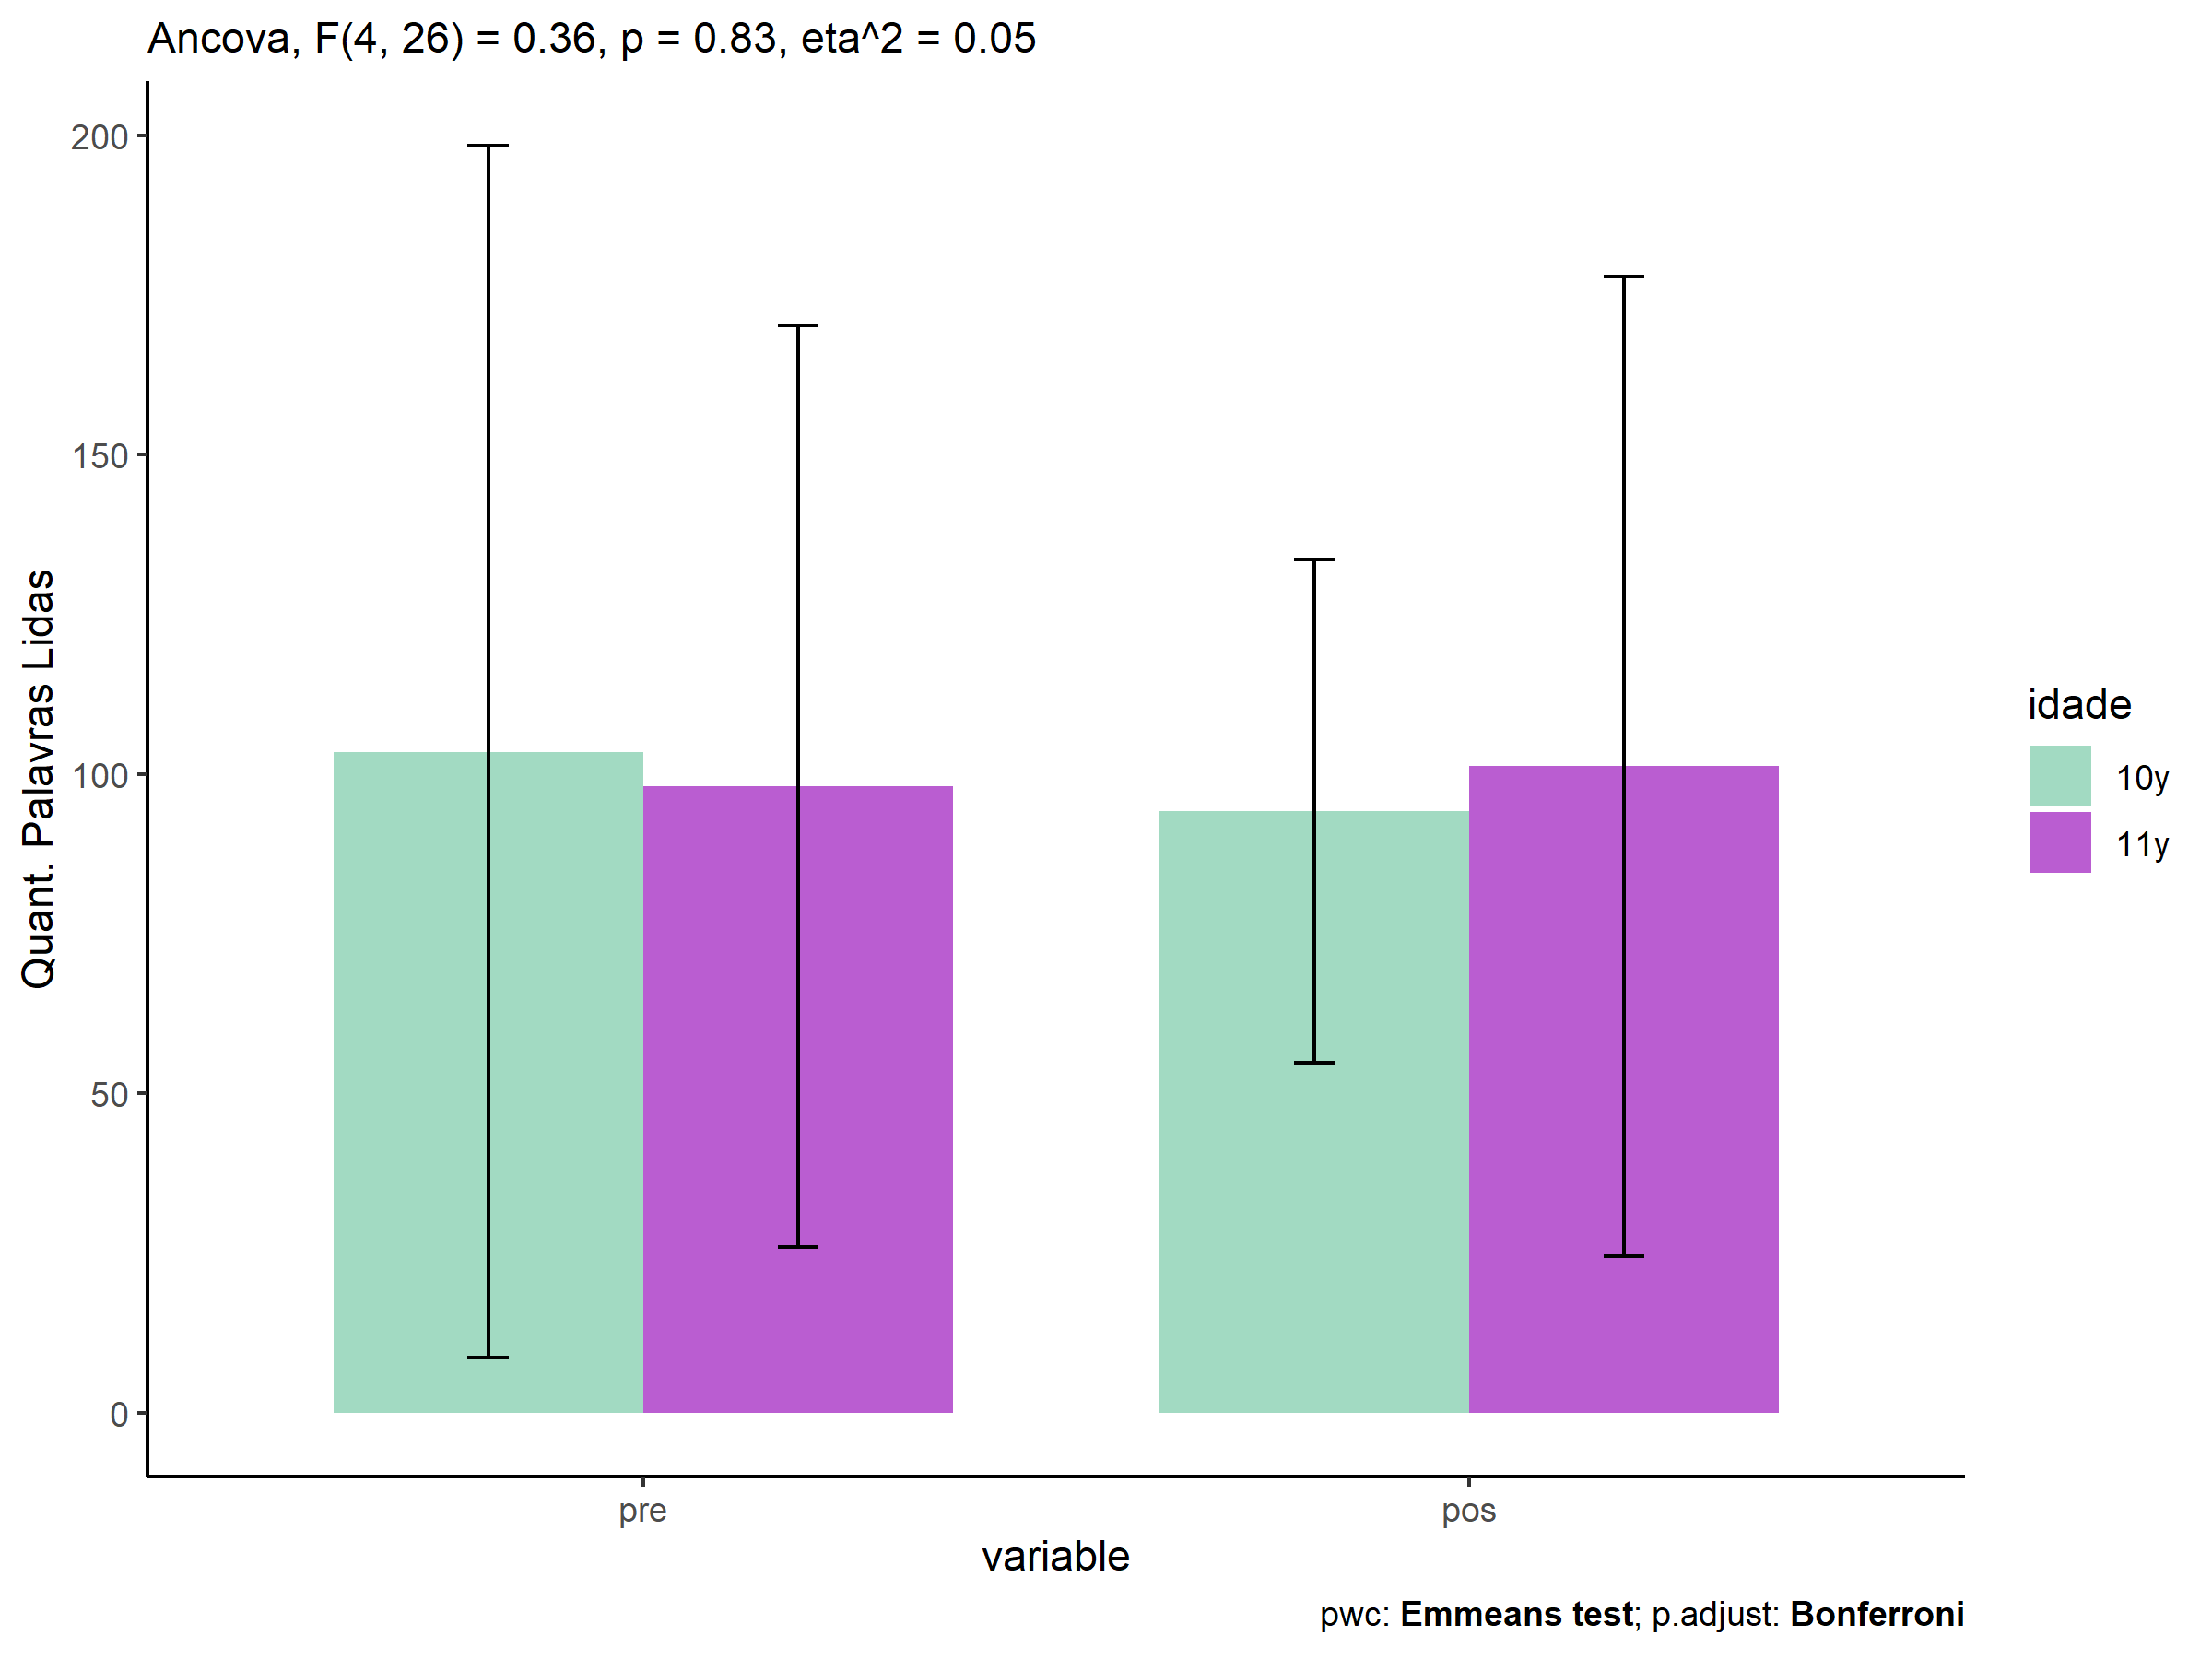 Ancova, F(4, 26) = 0.36, p = 0.83, eta^2 = 0.05
Quant. Palavras Lidas
200
150
100
50
0
pre
pos
variable
idade
10y
11y
pwc: Emmeans test; p.adjust: Bonferroni